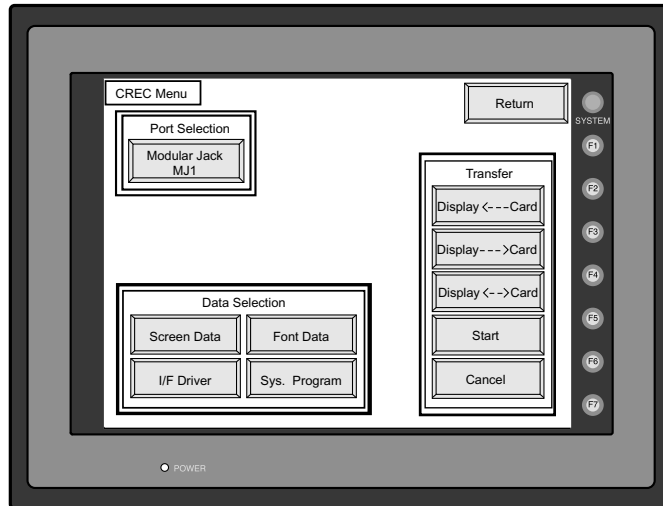 CREC Menu
Return
SYSTEM
Port Selection
Modular Jack
MJ1
F1
F2
F3
F4
F5
F6
F7
Transfer
Display <---Card
Display--->Card
Display <-->Card
Start
Cancel
Data Selection
Screen Data
Font Data
I/F Driver
Sys. Program
POWER